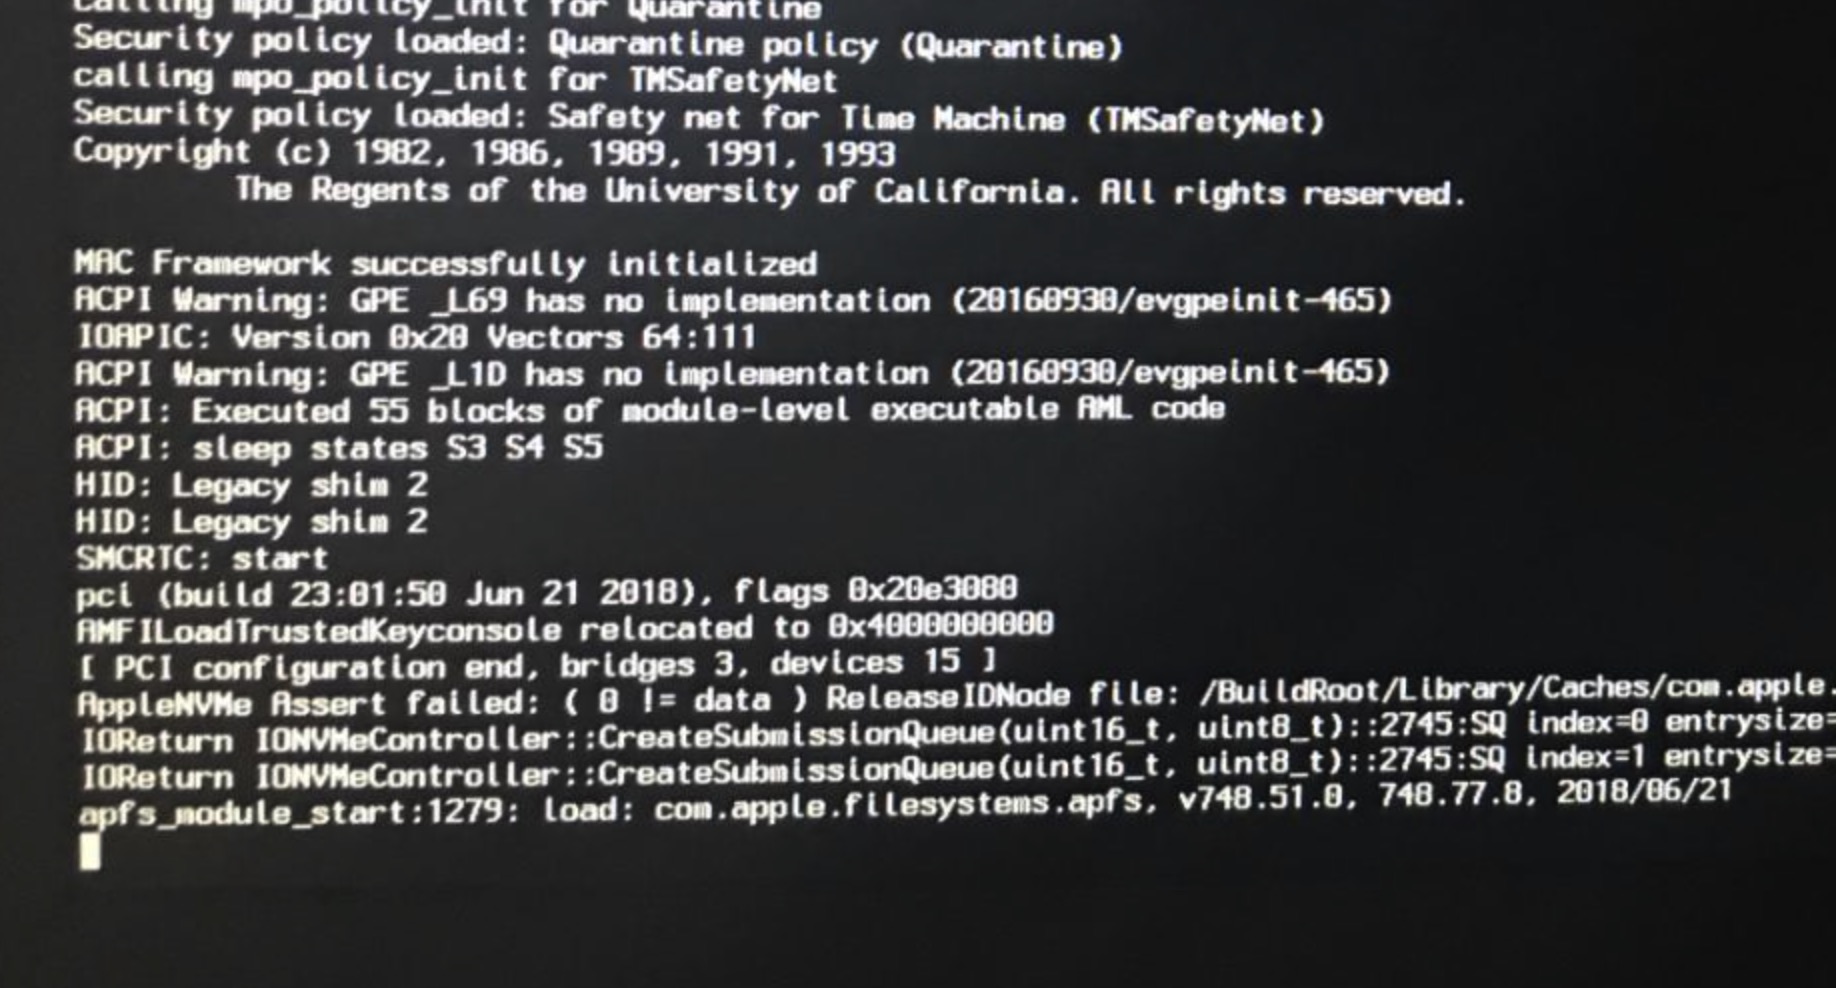 calling mpo_policy_init for Quarantine
Security policy loaded: Quarantine policy (Quarantine)
calling mpo_policy_init for TMSafetyNet
Security policy loaded: Safety net for Time Machine (TMSafetyNet)
Copyright (c) 1982, 1986, 1989, 1991, 1993
The Regents of the University of California. All rights reserved.
MAC Framework successfully initialized
ACPI Warning: GPE _L69 has no implementation (20160930/evgpeinit-465)
IOAPIC: Version 0x20 Vectors 64:111
ACPI Warning: GPE _L1D has no implementation (20160930/evgpeinit-465)
ACPI: Executed 55 blocks of module-level executable AML code
ACPI: sleep states S3 S4 S5
HID: Legacy shim 2
HID: Legacy shim 2
SMCRTC: start
pci (build 23:01:50 Jun 21 2018), flags 0x20e3080
AMFILoadTrustedKeyconsole relocated to 0x4000000000
[ PCI configuration end, bridges 3, devices 15 ]
AppleNVMe Assert failed: ( 0 != data ) ReleaseIDNode file: /BuildRoot/Library/Caches/com.apple.
IOReturn IONVMeController::CreateSubmissionQueue(uint16_t, uint8_t)::2745:SQ index=0 entrysize=
IOReturn IONVMeController::CreateSubmissionQueue(uint16_t, uint8_t)::2745:SQ index=1 entrysize=
apfs_module_start:1279: load: com.apple.filesystems.apfs, v748.51.0, 748.77.8, 2018/06/21